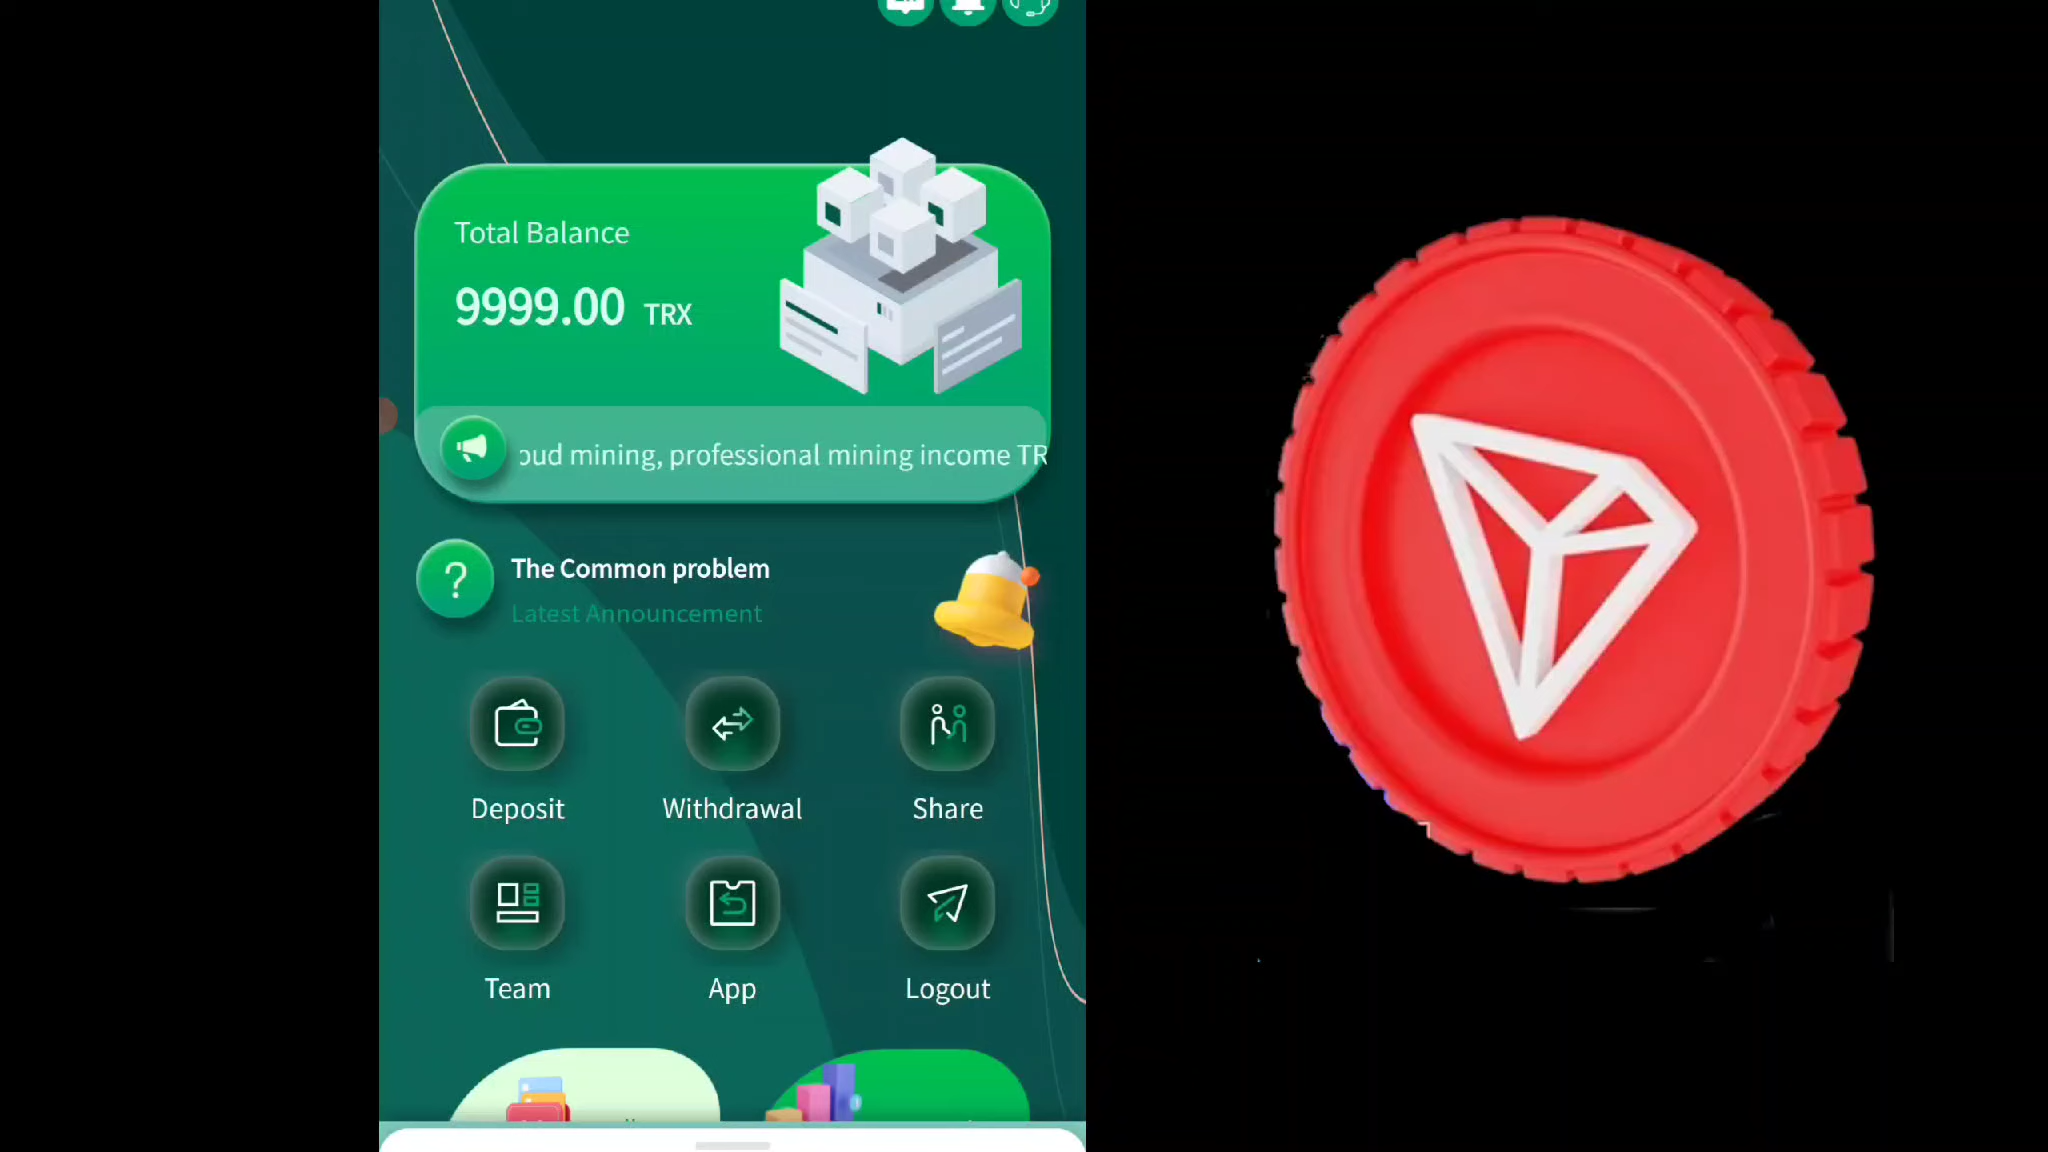 Total Balance
9999.00 TRX
oud mining, professional mining income TR
?
The Common problem
Latest Announcement
Deposit
Withdrawal
Share
Team
App
Logout